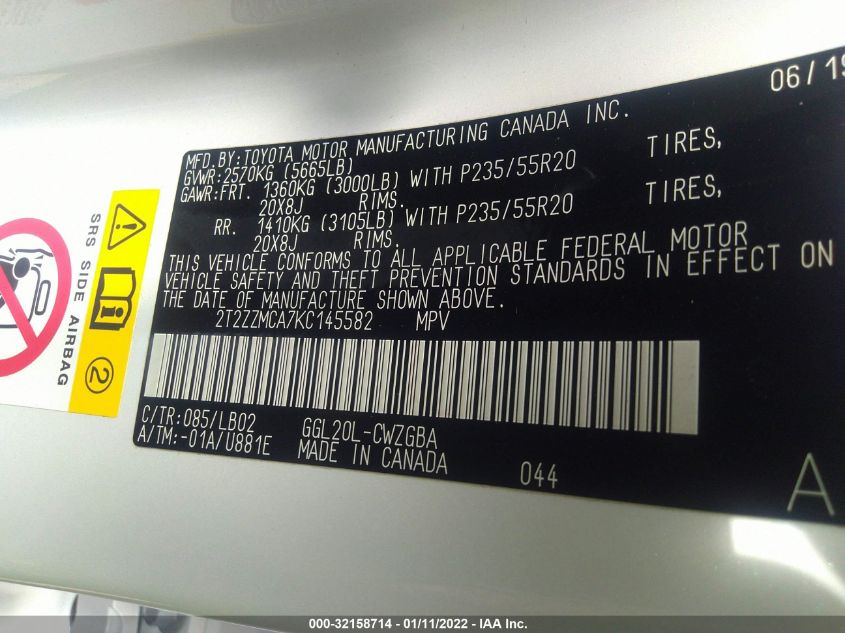 06/19
MFD.BY:TOYOTA MOTOR MANUFACTURING CANADA INC.
GVWR:2570KG (5665LB)
GAWR:FRT. 1360KG (3000LB) WITH P235/55R20 TIRES,
20X8J RIMS.
RR. 1410KG (3105LB) WITH P235/55R20 TIRES,
20X8J RIMS.
THIS VEHICLE CONFORMS TO ALL APPLICABLE FEDERAL MOTOR
VEHICLE SAFETY AND THEFT PREVENTION STANDARDS IN EFFECT ON
THE DATE OF MANUFACTURE SHOWN ABOVE.
2T2ZZMCA7KC145582 MPV
C/TR:085/LB02 GGL20L-CWZGBA
A/TM:-01A/U881E MADE IN CANADA
044
A
SRS SIDE AIRBAG
2
000-32158714 - 01/11/2022 - IAA Inc.